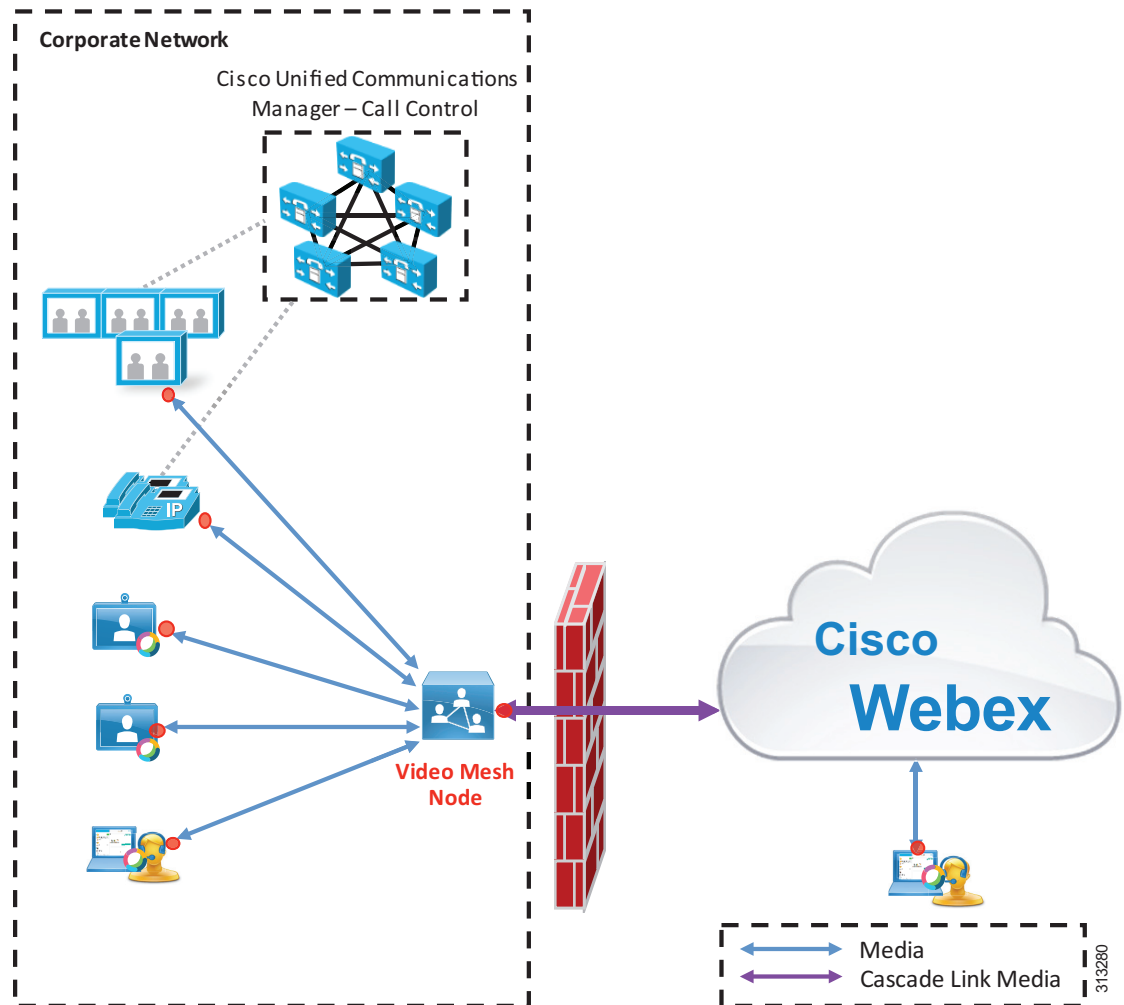 Corporate Network
Cisco Unified Communications
Manager – Call Control
IP
Video Mesh
Node
Cisco
Webex
Media
Cascade Link Media
313280